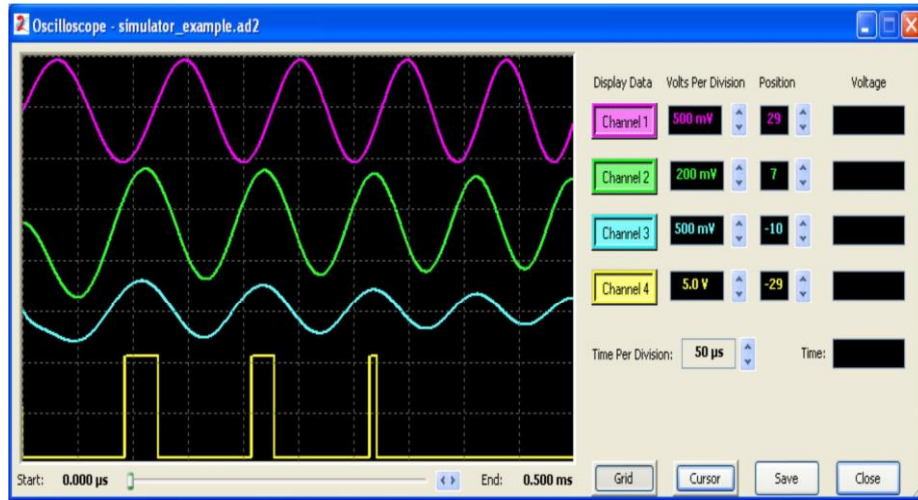 Oscilloscope - simulator_example.ad2
Display Data Volts Per Division Position Voltage
Channel 1 500 mV 29
Channel 2 200 mV 7
Channel 3 500 mV -10
Channel 4 5.0 V -29
Time Per Division: 50 µs Time:
Start: 0.000 µs End: 0.500 ms Grid Cursor Save Close